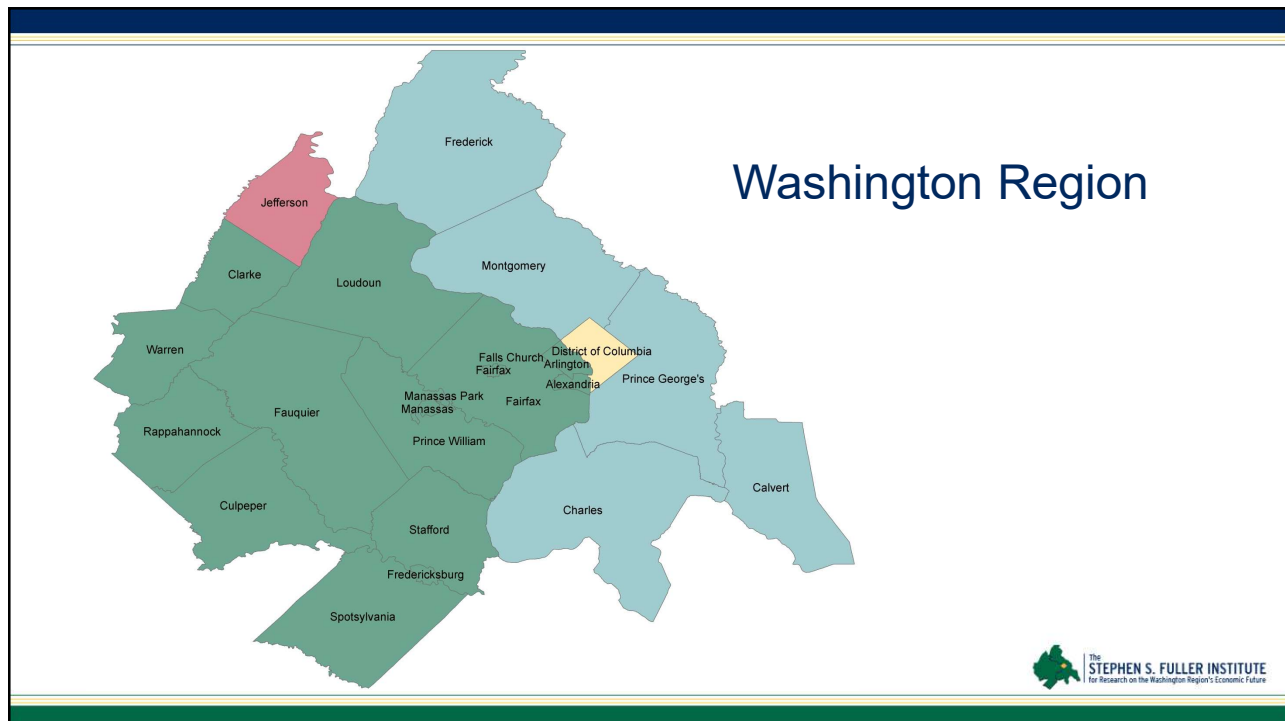 Washington Region
Frederick
Jefferson
Montgomery
Clarke
Loudoun
Warren
District of Columbia
Falls Church
Arlington
Fairfax
Prince George's
Alexandria
Manassas Park
Fairfax
Manassas
Fauquier
Rappahannock
Prince William
Calvert
Culpeper
Charles
Stafford
Fredericksburg
Spotsylvania
The
STEPHEN S. FULLER INSTITUTE
for Research on the Washington Region's Economic Future